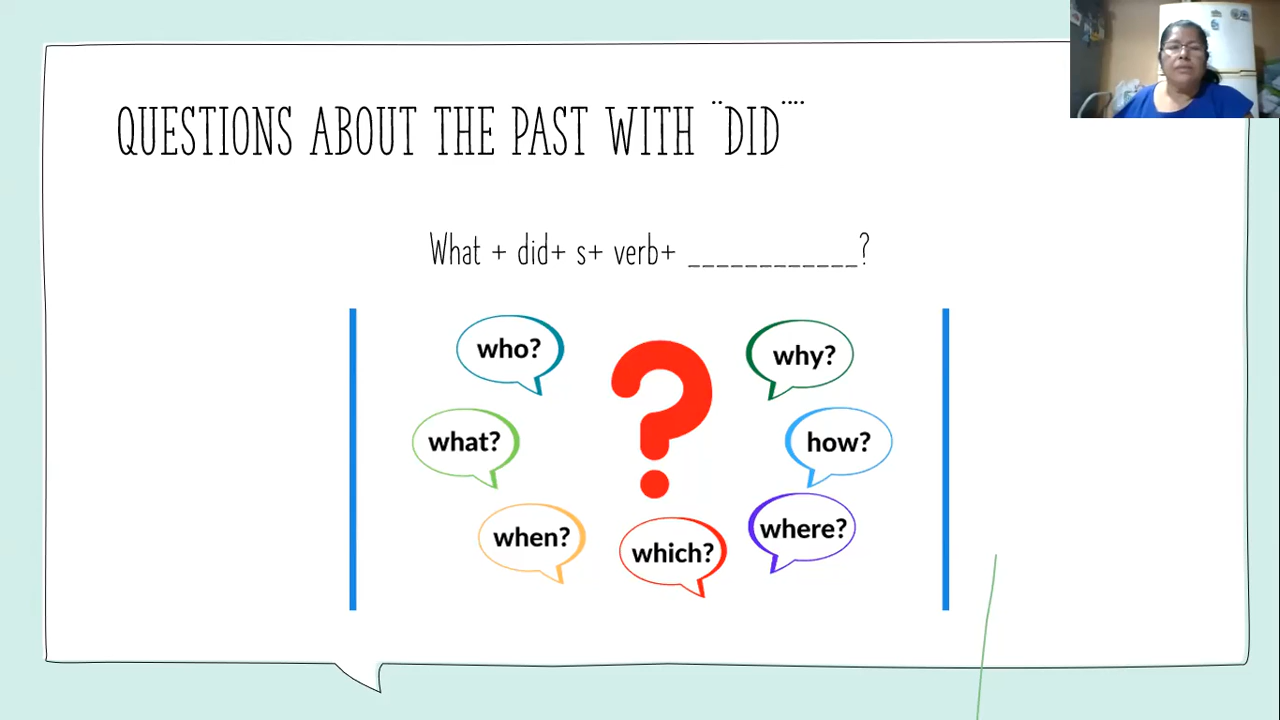 QUESTIONS ABOUT THE PAST WITH ¨DID¨¨
What + did+ s+ verb+ ____________?
who?
why?
what?
how?
when?
which?
where?